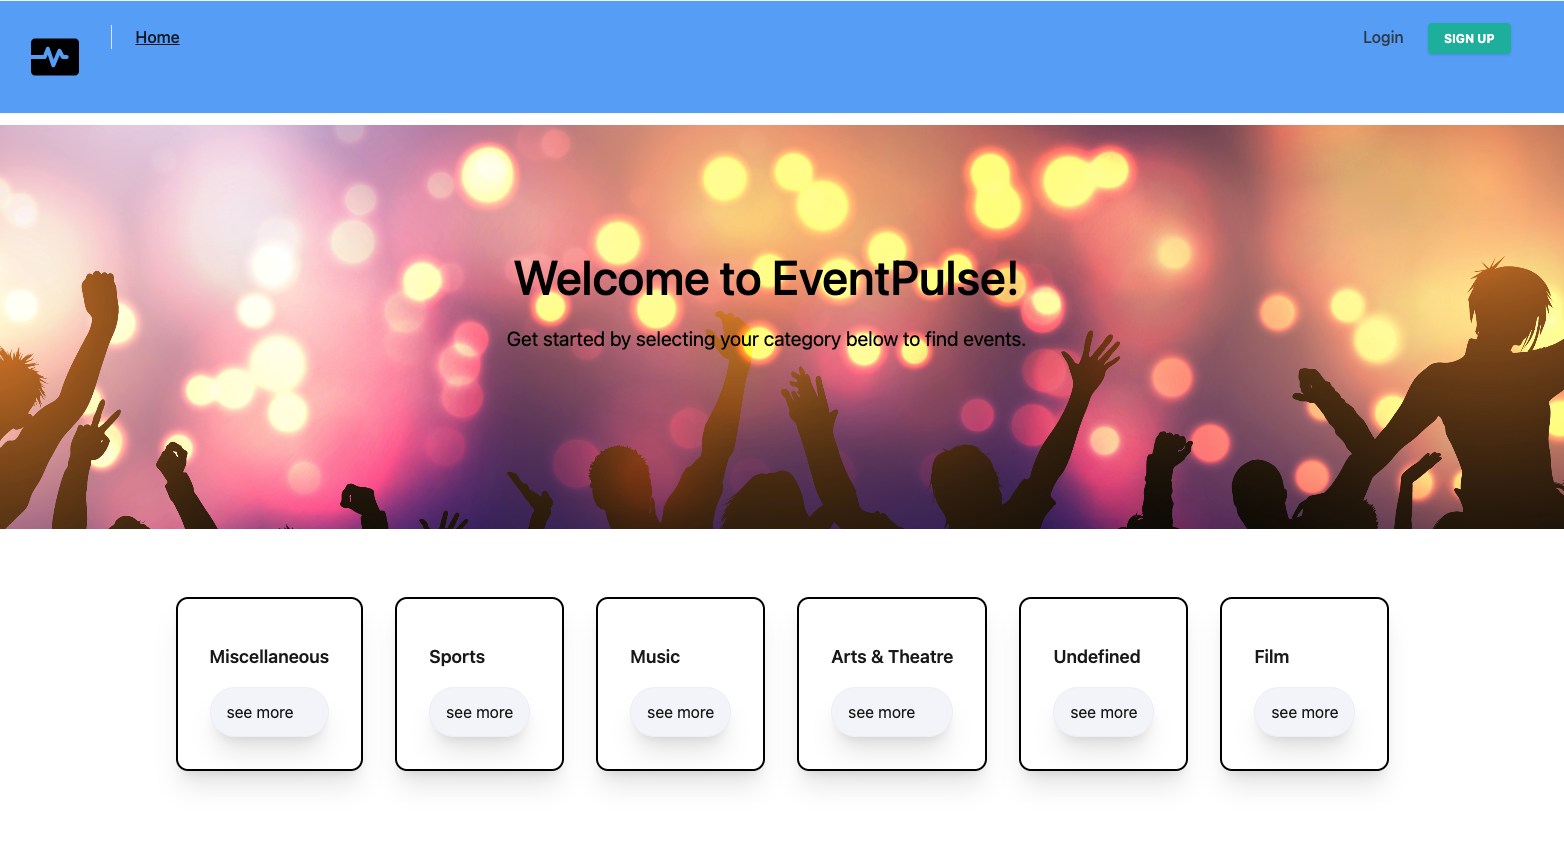 Home
Login
SIGN UP
Welcome to EventPulse!
Get started by selecting your category below to find events.
Miscellaneous
see more
Sports
see more
Music
see more
Arts & Theatre
see more
Undefined
see more
Film
see more